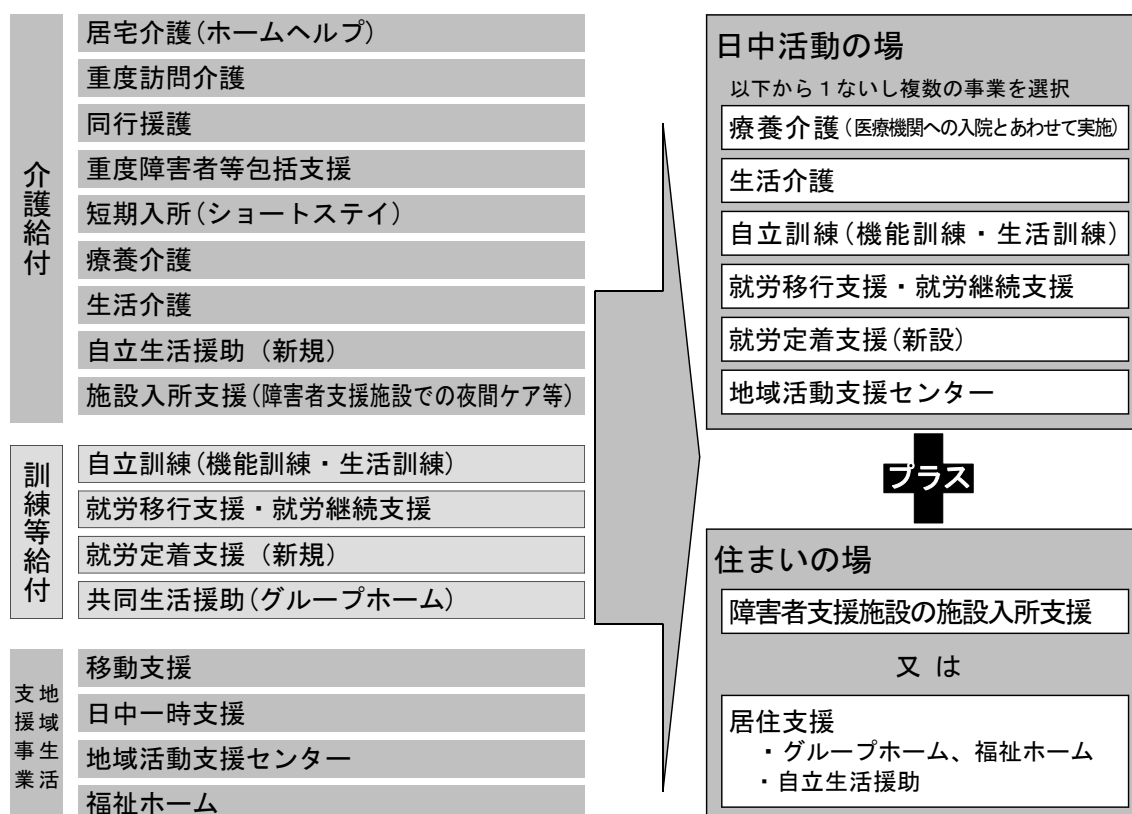 介護給付
居宅介護(ホームヘルプ)
重度訪問介護
同行援護
重度障害者等包括支援
短期入所(ショートステイ)
療養介護
生活介護
自立生活援助（新規）
施設入所支援(障害者支援施設での夜間ケア等)
訓練等給付
自立訓練(機能訓練・生活訓練)
就労移行支援・就労継続支援
就労定着支援（新規）
共同生活援助(グループホーム)
地域生活
支援事業
移動支援
日中一時支援
地域活動支援センター
福祉ホーム
日中活動の場
以下から１ないし複数の事業を選択
療養介護(医療機関への入院とあわせて実施)
生活介護
自立訓練(機能訓練・生活訓練)
就労移行支援・就労継続支援
就労定着支援(新設)
地域活動支援センター
プラス
住まいの場
障害者支援施設の施設入所支援
又は
居住支援
・グループホーム、福祉ホーム
・自立生活援助